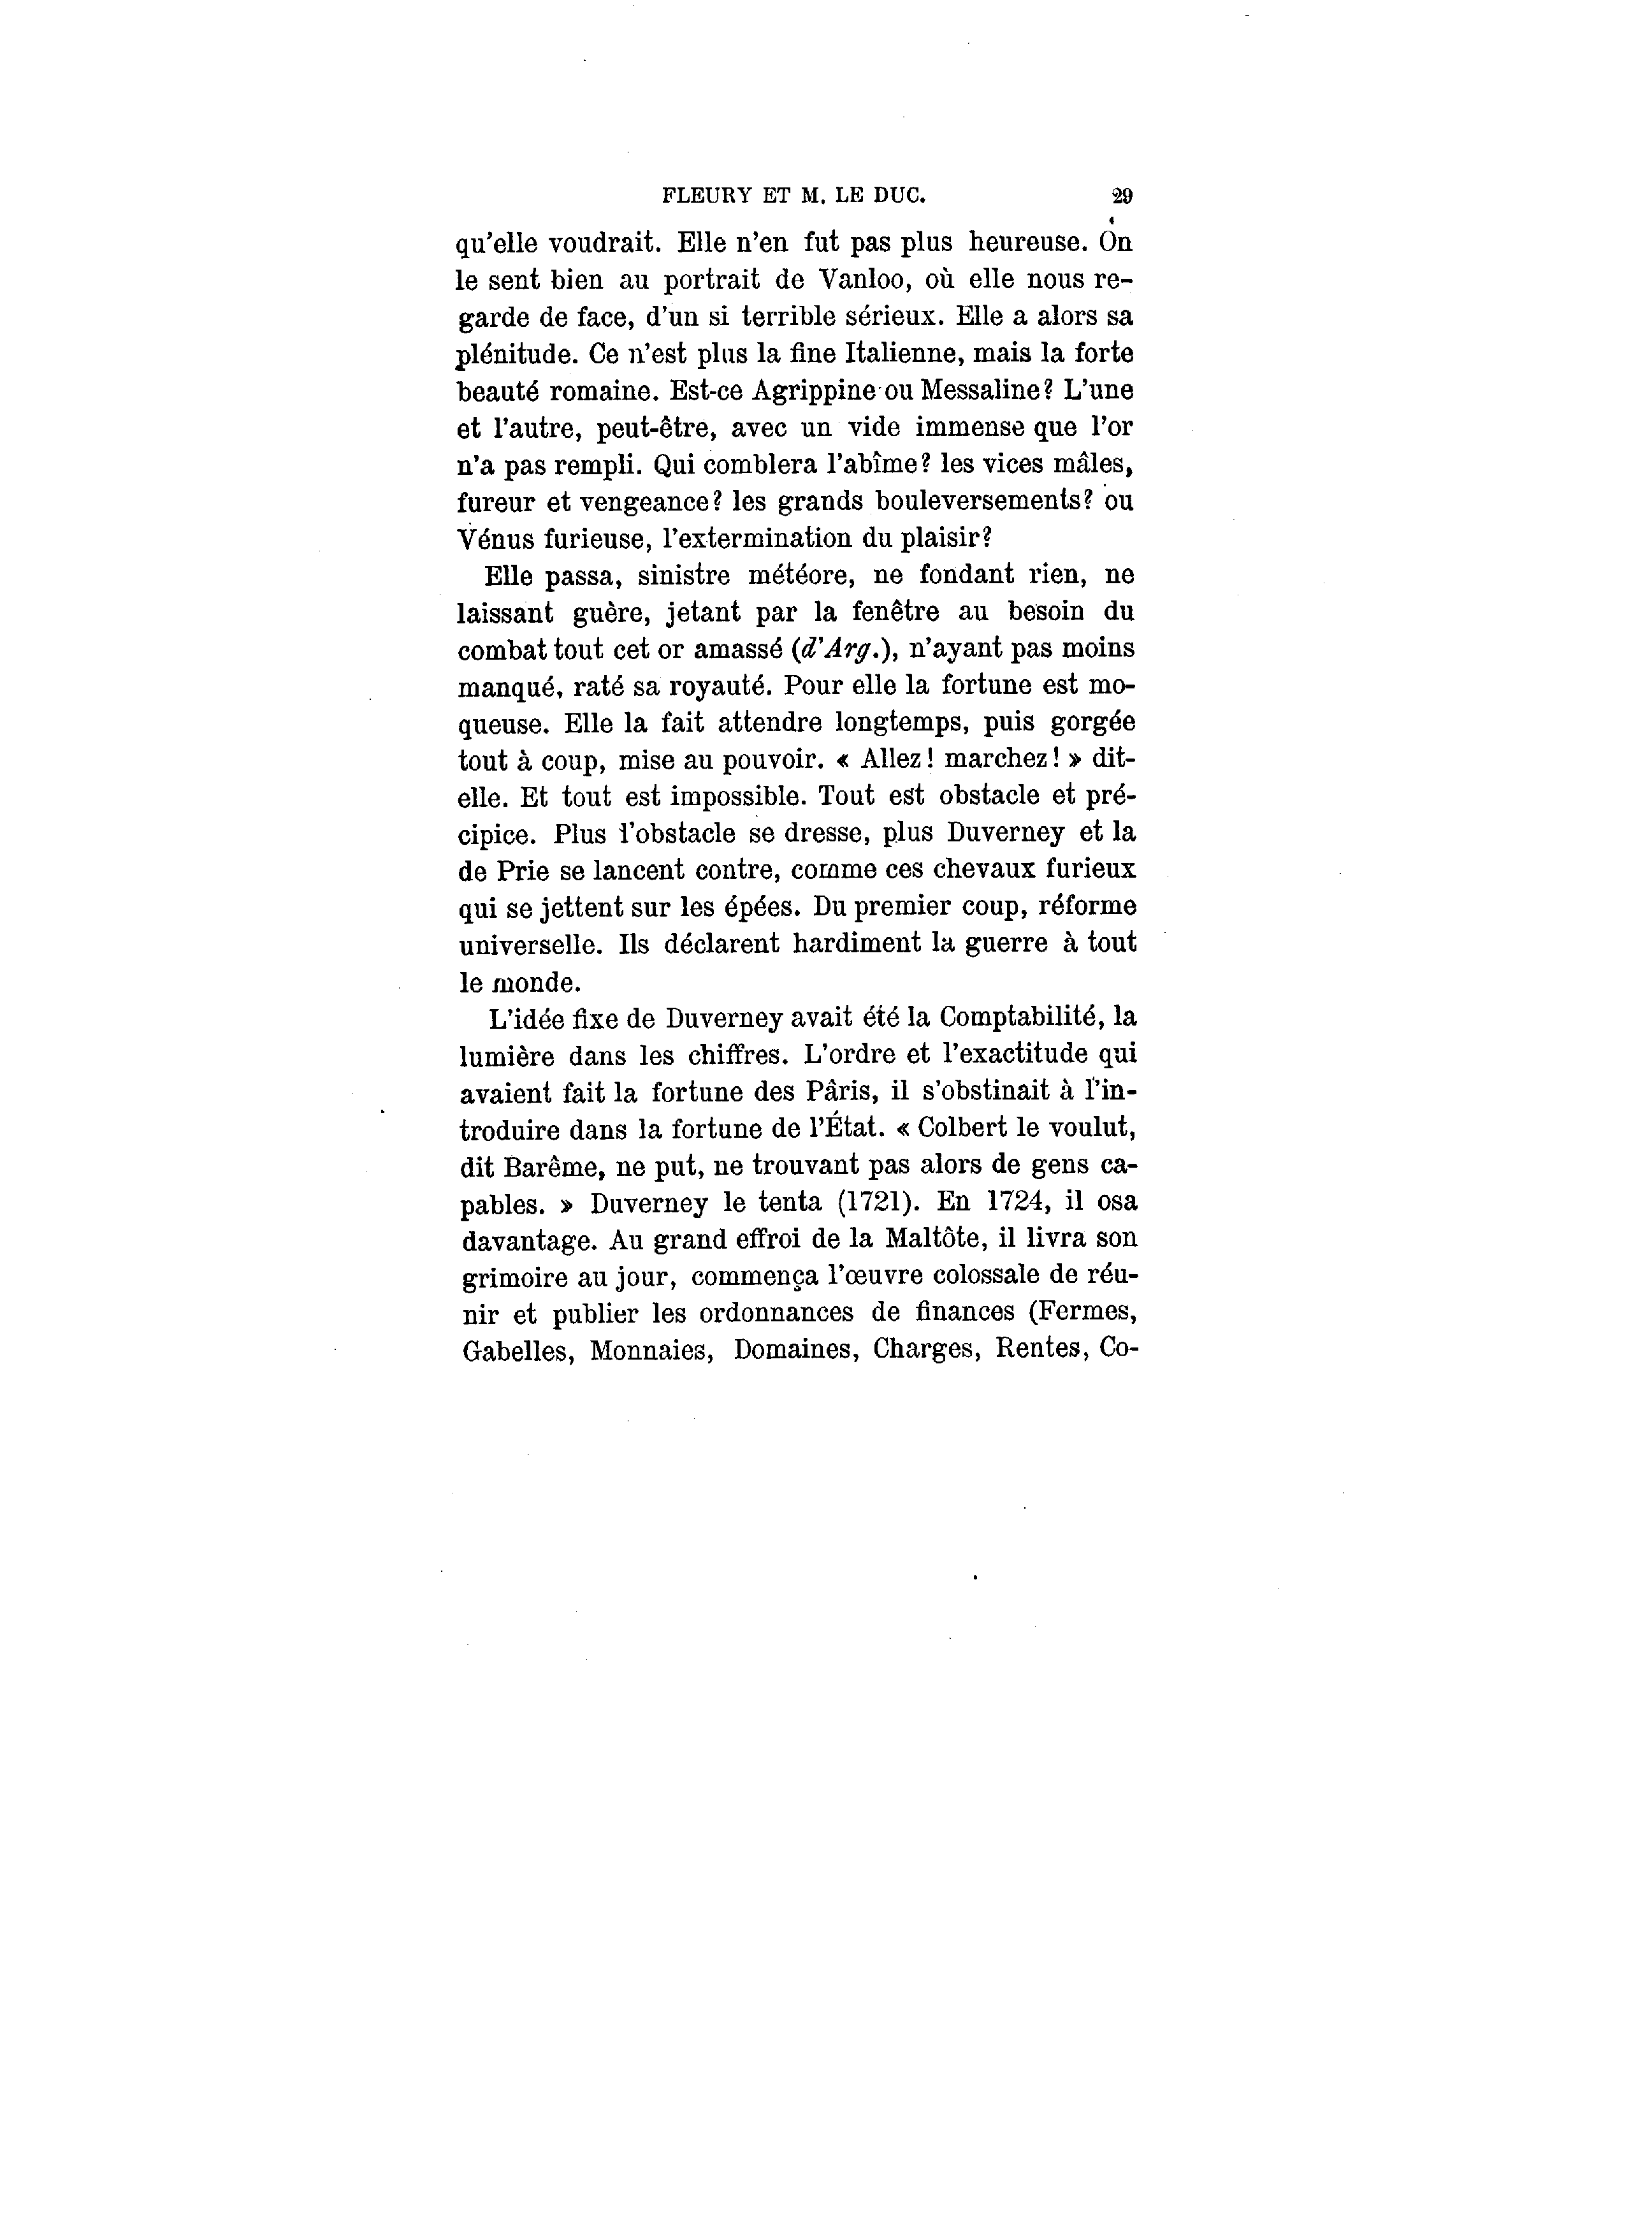 FLEURY ET M. LE DUC. 29
qu'elle voudrait. Elle n'en fut pas plus heureuse. On
le sent bien au portrait de Vanloo, où elle nous re-
garde de face, d'un si terrible sérieux. Elle a alors sa
plénitude. Ce n'est plus la fine Italienne, mais la forte
beauté romaine. Est-ce Agrippine ou Messaline? L'une
et l'autre, peut-être, avec un vide immense que l'or
n'a pas rempli. Qui comblera l'abîme? les vices mâles,
fureur et vengeance? les grands bouleversements? ou
Vénus furieuse, l'extermination du plaisir?
Elle passa, sinistre météore, ne fondant rien, ne
laissant guère, jetant par la fenêtre au besoin du
combat tout cet or amassé (d'Arg.), n'ayant pas moins
manqué, raté sa royauté. Pour elle la fortune est mo-
queuse. Elle la fait attendre longtemps, puis gorgée
tout à coup, mise au pouvoir. « Allez! marchez! » dit-
elle. Et tout est impossible. Tout est obstacle et pré-
cipice. Plus l'obstacle se dresse, plus Duverney et la
de Prie se lancent contre, comme ces chevaux furieux
qui se jettent sur les épées. Du premier coup, réforme
universelle. Ils déclarent hardiment la guerre à tout
le monde.
L'idée fixe de Duverney avait été la Comptabilité, la
lumière dans les chiffres. L'ordre et l'exactitude qui
avaient fait la fortune des Pâris, il s'obstinait à l'in-
troduire dans la fortune de l'État. « Colbert le voulut,
dit Barême, ne put, ne trouvant pas alors de gens ca-
pables. » Duverney le tenta (1721). En 1724, il osa
davantage. Au grand effroi de la Maltôte, il livra son
grimoire au jour, commença l'œuvre colossale de réu-
nir et publier les ordonnances de finances (Fermes,
Gabelles, Monnaies, Domaines, Charges, Rentes, Co-